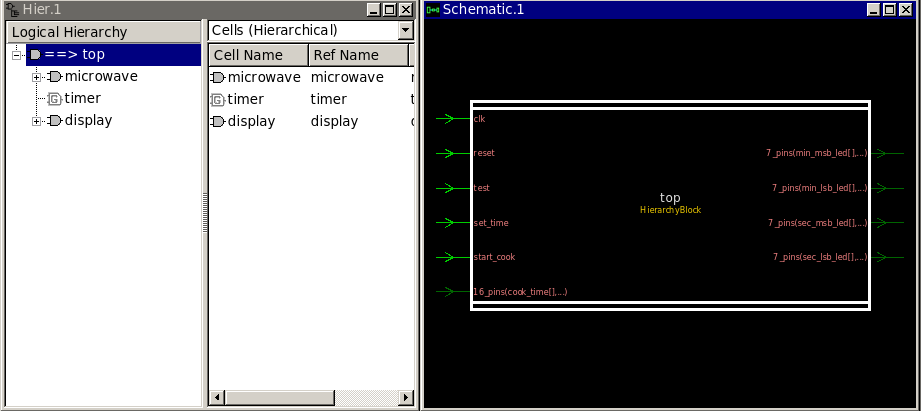 Hier.1
Logical Hierarchy
==> top
microwave
timer
display
Cells (Hierarchical)
Cell Name Ref Name
microwave microwave
timer timer
display display
Schematic.1
clk
reset 7_pins(min_msb_led[],...)
test 7_pins(min_lsb_led[],...)
top
HierarchyBlock
set_time 7_pins(sec_msb_led[],...)
start_cook 7_pins(sec_lsb_led[],...)
16_pins(cook_time[],...)